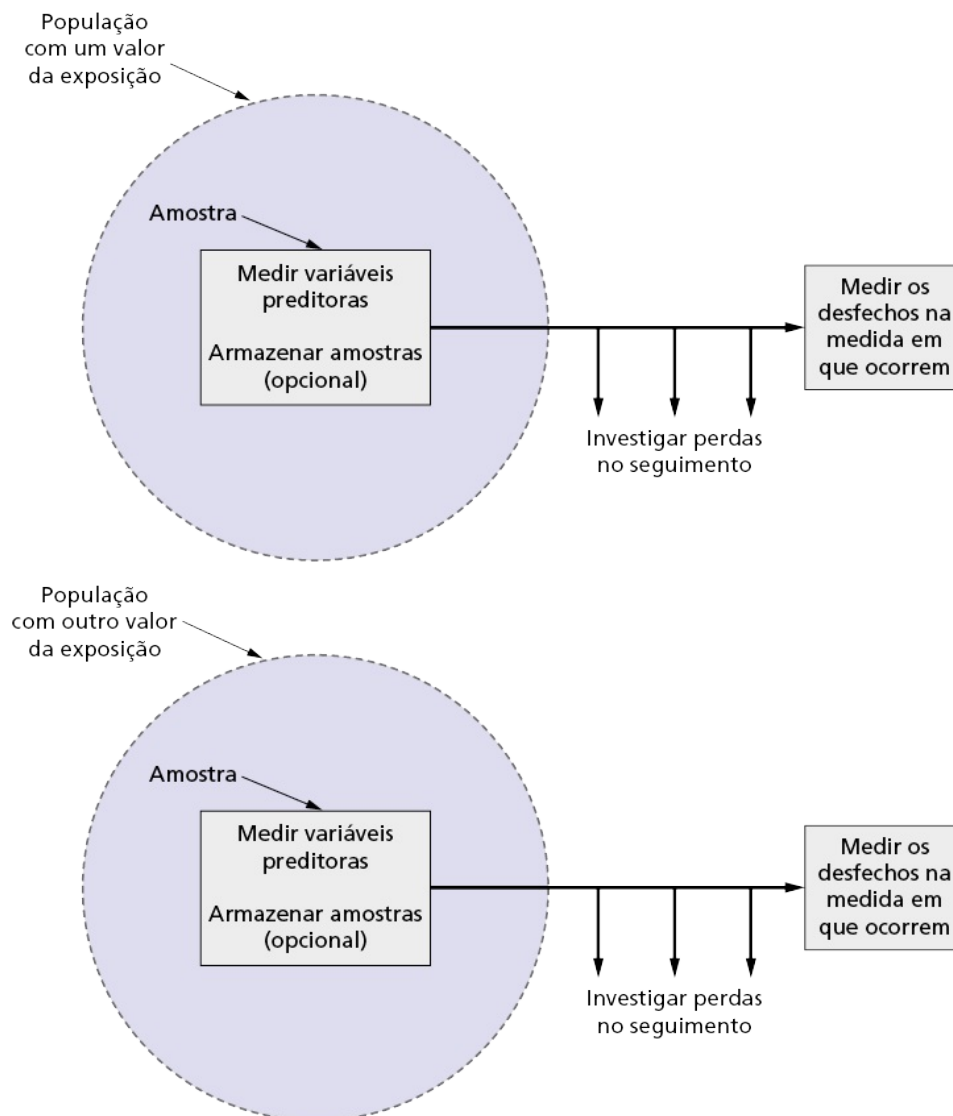 População
com um valor
da exposição
Amostra
Medir variáveis
preditoras
Armazenar amostras
(opcional)
Medir os
desfechos na
medida em
que ocorrem
Investigar perdas
no seguimento
População
com outro valor
da exposição
Amostra
Medir variáveis
preditoras
Armazenar amostras
(opcional)
Medir os
desfechos na
medida em
que ocorrem
Investigar perdas
no seguimento